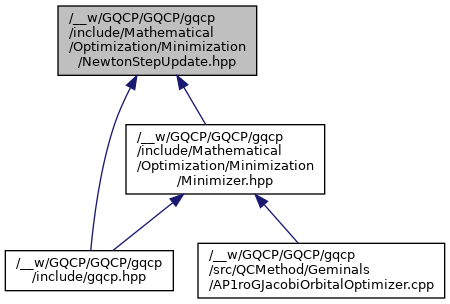 /__w/GQCP/GQCP/gqcp
/include/Mathematical
/Optimization/Minimization
/NewtonStepUpdate.hpp
/__w/GQCP/GQCP/gqcp
/include/Mathematical
/Optimization/Minimization
/Minimizer.hpp
/__w/GQCP/GQCP/gqcp
/include/gqcp.hpp
/__w/GQCP/GQCP/gqcp
/src/QCMethod/Geminals
/AP1roGJacobiOrbitalOptimizer.cpp